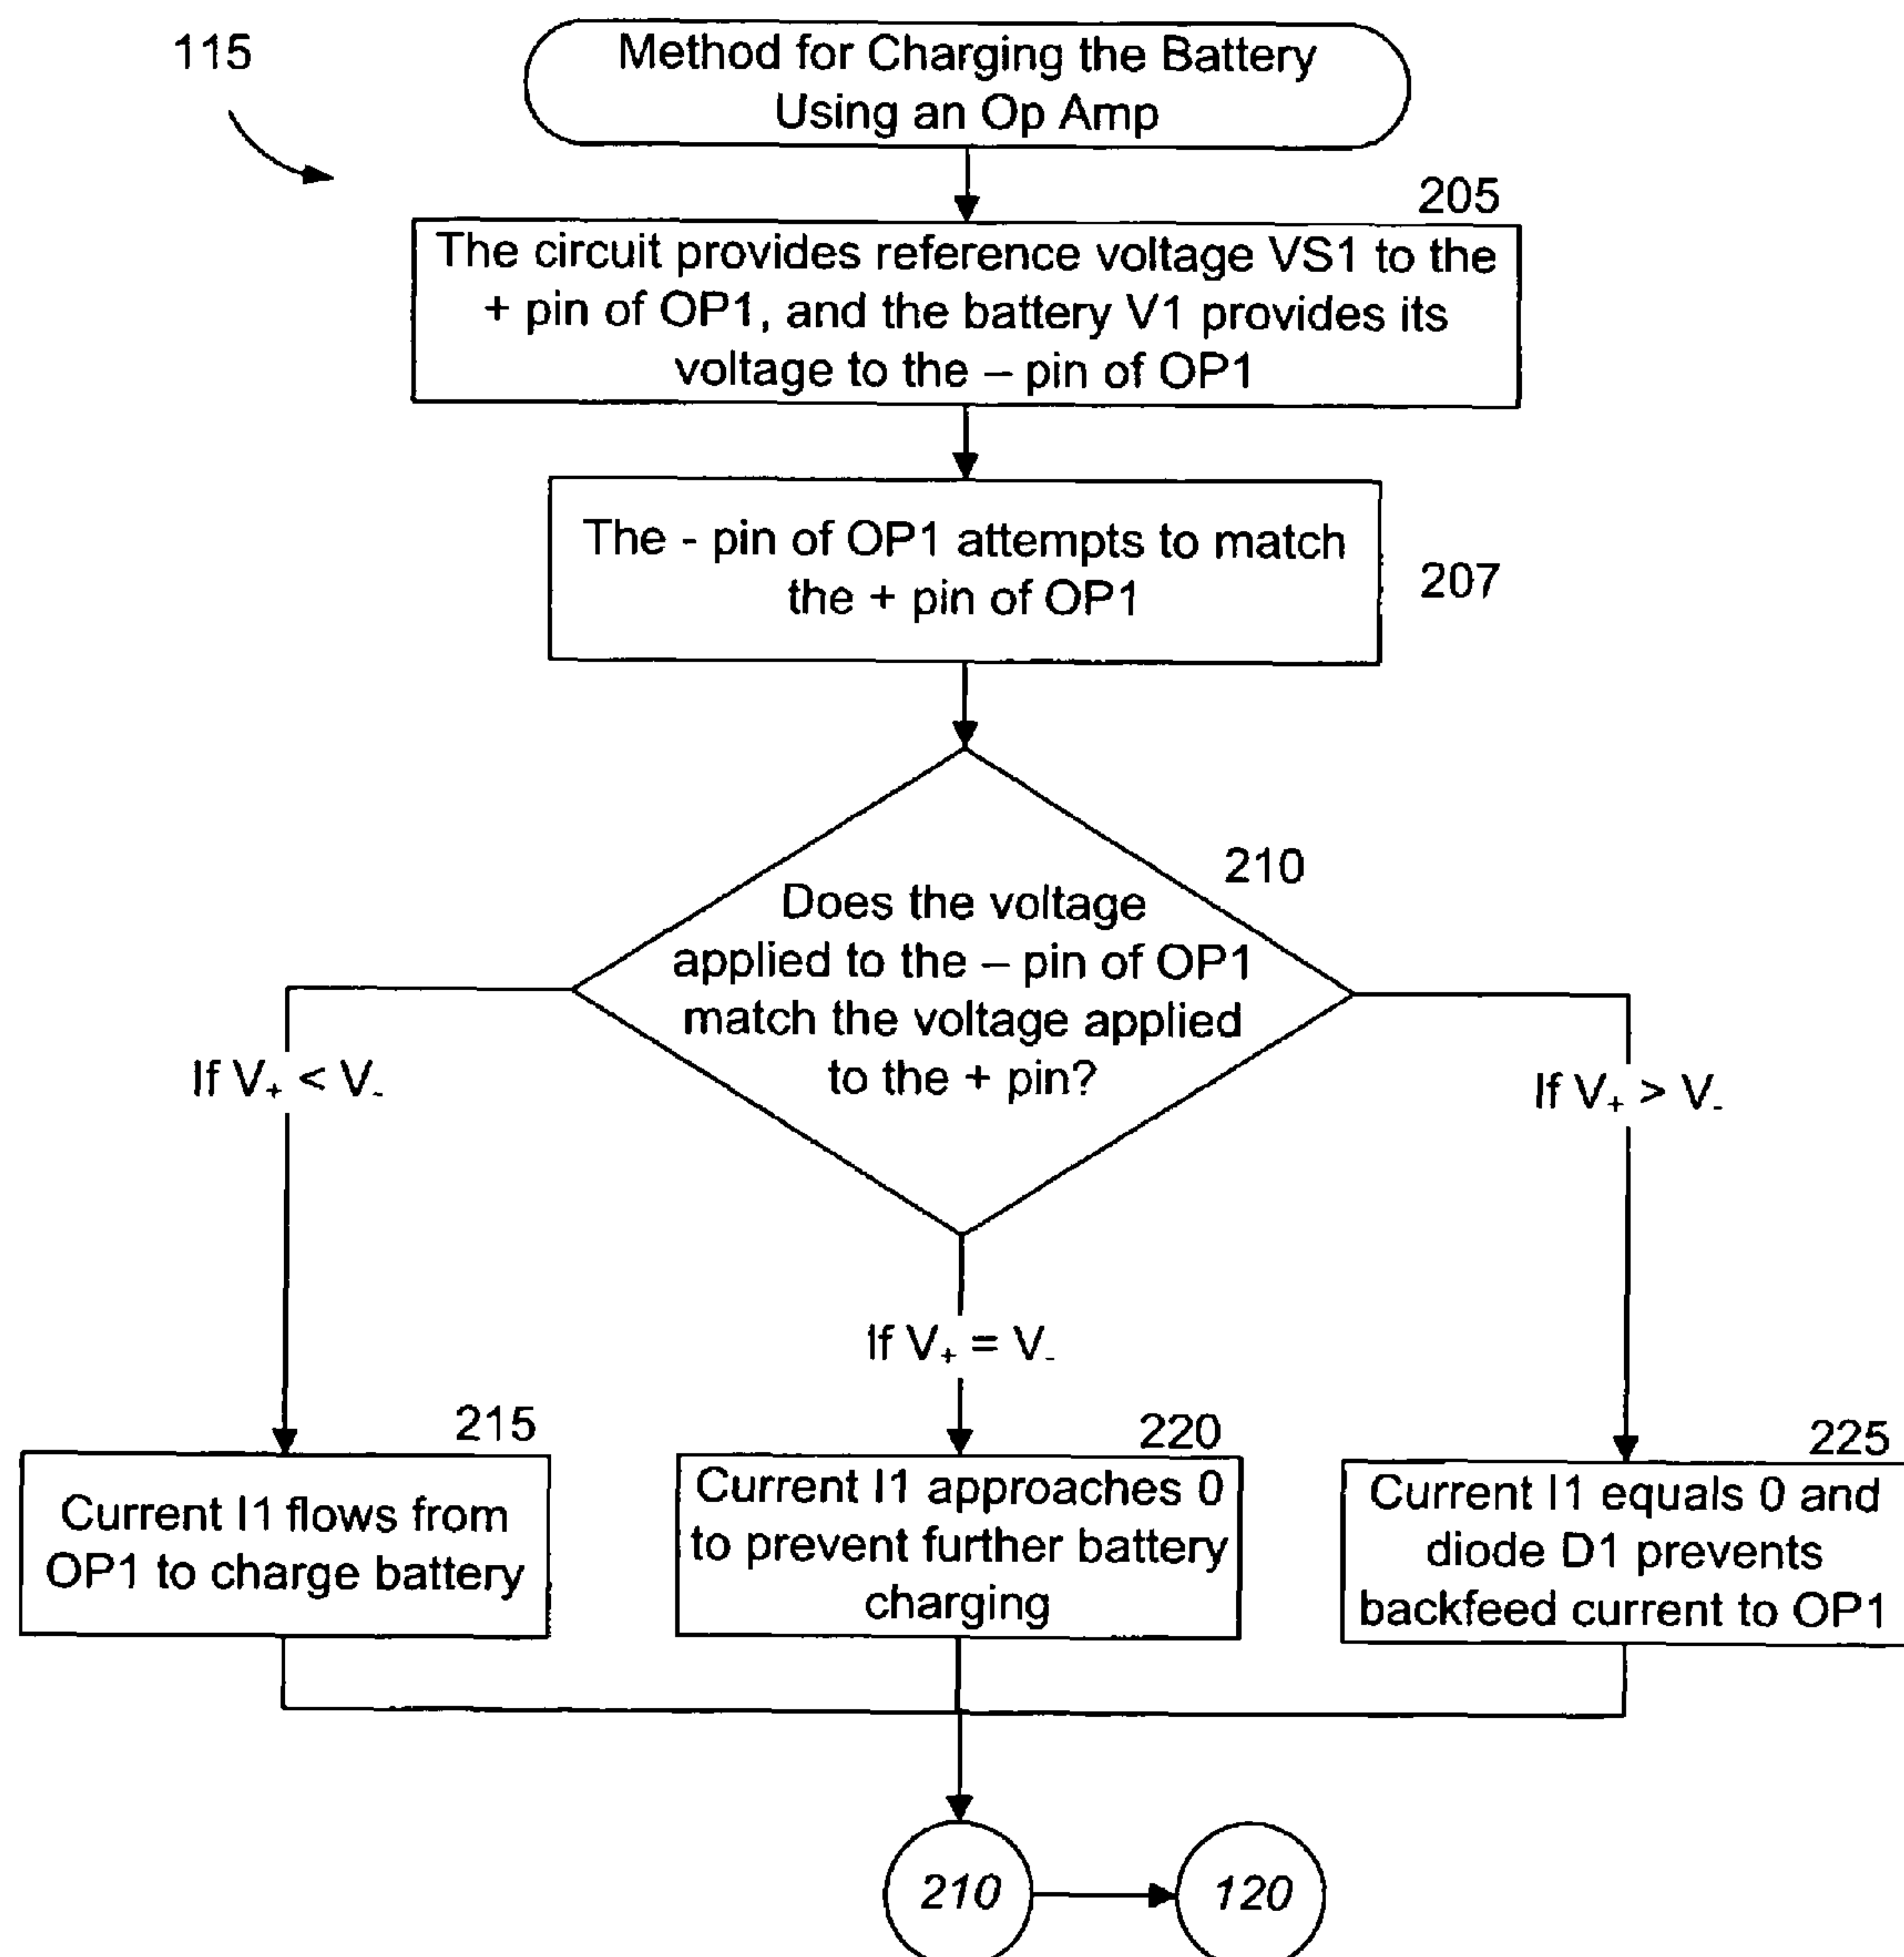 115
Method for Charging the Battery
Using an Op Amp
205
The circuit provides reference voltage VS1 to the
+ pin of OP1, and the battery V1 provides its
voltage to the – pin of OP1
The - pin of OP1 attempts to match
the + pin of OP1
207
210
Does the voltage
applied to the – pin of OP1
match the voltage applied
to the + pin?
If V₊ < V₋
If V₊ > V₋
If V₊ = V₋
215
Current I1 flows from
OP1 to charge battery
220
Current I1 approaches 0
to prevent further battery
charging
225
Current I1 equals 0 and
diode D1 prevents
backfeed current to OP1
210
120